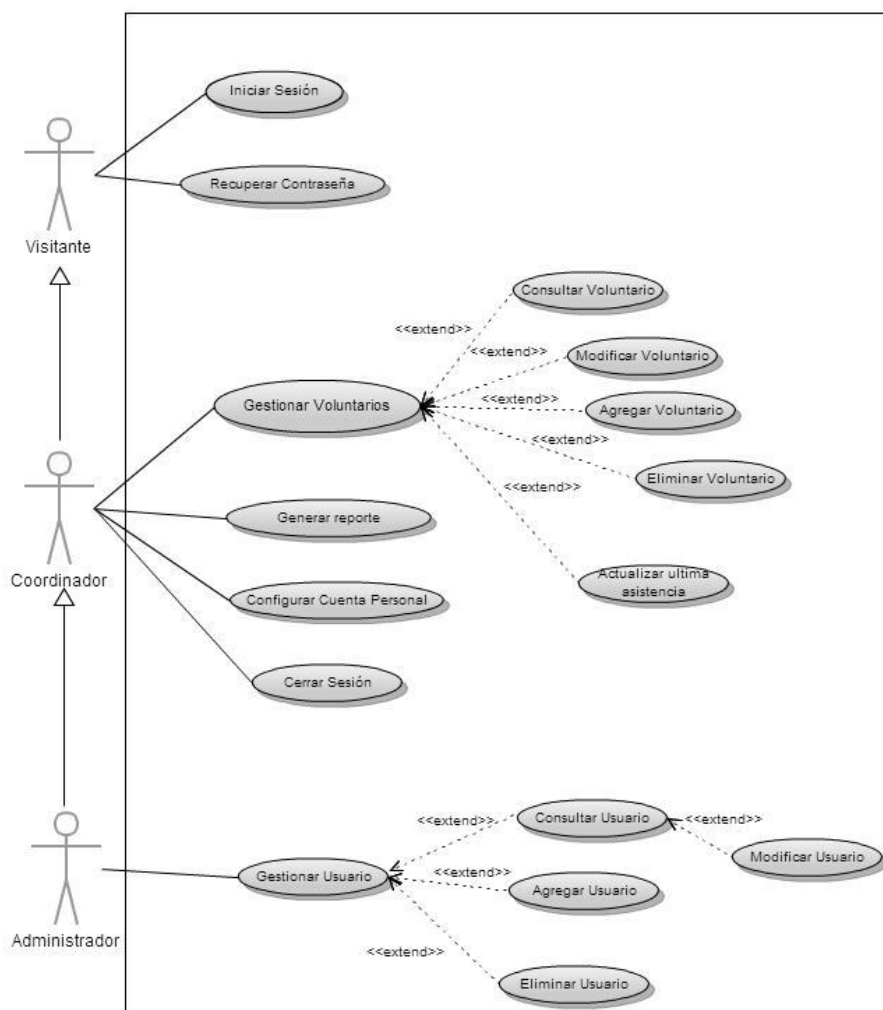 Iniciar Sesión
Recuperar Contraseña
Visitante
Consultar Voluntario
<<extend>>
<<extend>>
Modificar Voluntario
Gestionar Voluntarios
<<extend>>
Agregar Voluntario
<<extend>>
Eliminar Voluntario
<<extend>>
Generar reporte
Coordinador
Actualizar ultima
asistencia
Configurar Cuenta Personal
Cerrar Sesión
<<extend>>
Consultar Usuario
<<extend>>
Modificar Usuario
Gestionar Usuario
<<extend>>
Agregar Usuario
Administrador
<<extend>>
Eliminar Usuario